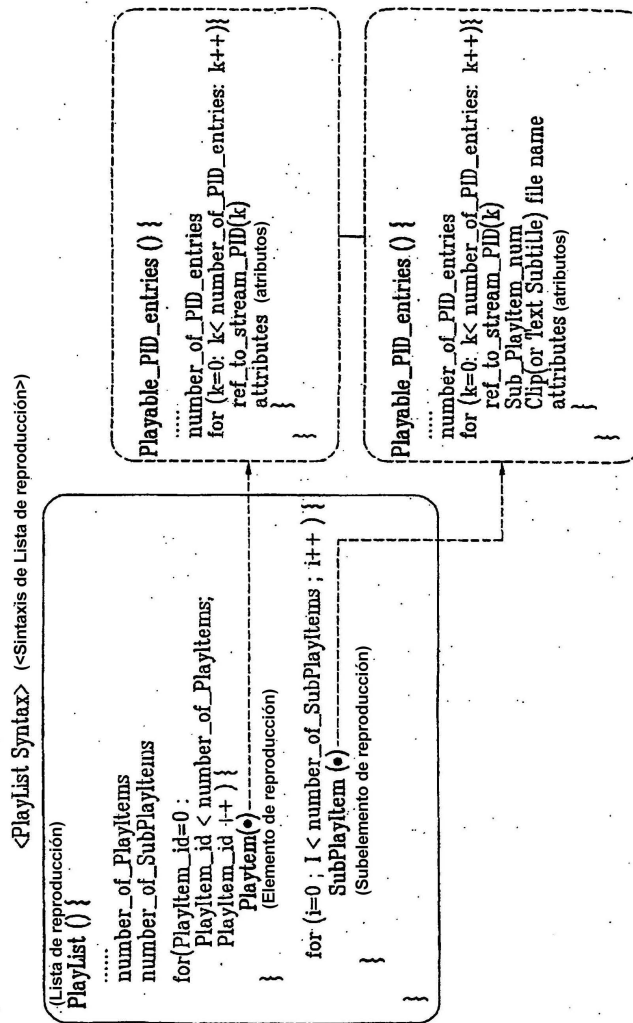 <PlayList Syntax> (<Sintaxis de Lista de reproducción>)
(Lista de reproducción)
PlayList () {
......
number_of_PlayItems
number_of_SubPlayItems
for(PlayItem_id=0 :
PlayItem_id < number_of_PlayItems;
PlayItem_id ++ ) {
Playtem(•)
(Elemento de reproducción)
}
for (i=0 ; I < number_of_SubPlayItems ; i++ ) {
SubPlayItem (•)
(Subelemento de reproducción)
}
}
Playable_PID_entries () {
......
number_of_PID_entries
for (k=0: k< number_of_PID_entries: k++){
ref_to_stream_PID(k)
attributes (atributos)
}
}
Playable_PID_entries () {
......
number_of_PID_entries
for (k=0: k< number_of_PID_entries: k++){
ref_to_stream_PID(k)
Sub_PlayItem_num
Clip(or Text Subtitle) file name
attributes (atributos)
}
}